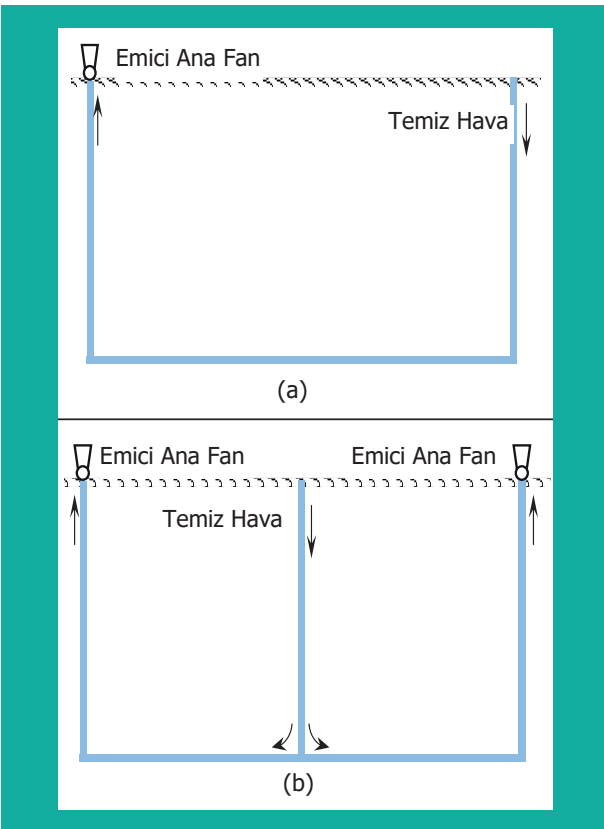 Emici Ana Fan
Temiz Hava
(a)
Emici Ana Fan Emici Ana Fan
Temiz Hava
(b)